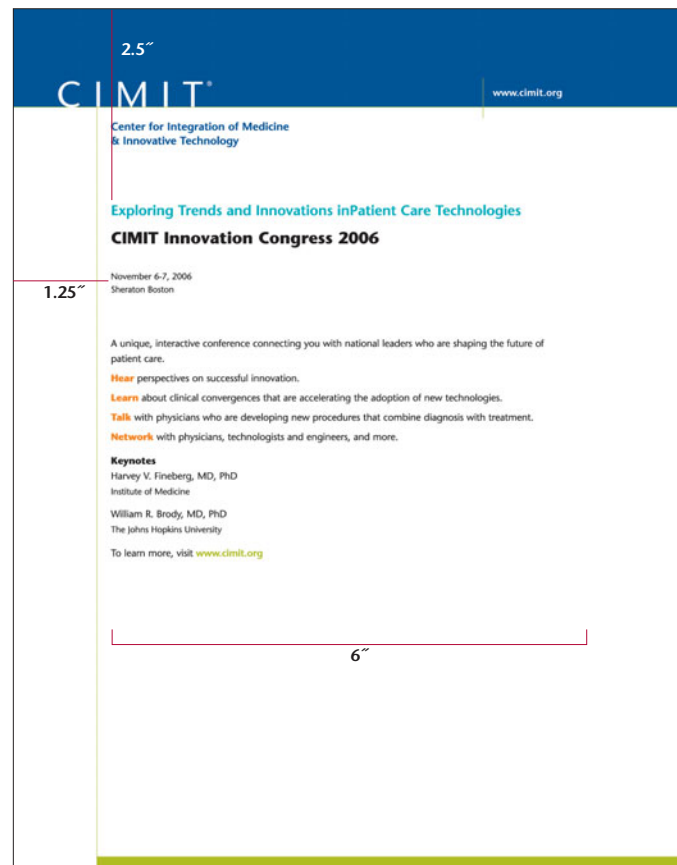 2.5″
CIMIT®
www.cimit.org
Center for Integration of Medicine
& Innovative Technology
Exploring Trends and Innovations inPatient Care Technologies
CIMIT Innovation Congress 2006
November 6-7, 2006
1.25″
Sheraton Boston
A unique, interactive conference connecting you with national leaders who are shaping the future of
patient care.
Hear perspectives on successful innovation.
Learn about clinical convergences that are accelerating the adoption of new technologies.
Talk with physicians who are developing new procedures that combine diagnosis with treatment.
Network with physicians, technologists and engineers, and more.
Keynotes
Harvey V. Fineberg, MD, PhD
Institute of Medicine
William R. Brody, MD, PhD
The Johns Hopkins University
To learn more, visit www.cimit.org
6″